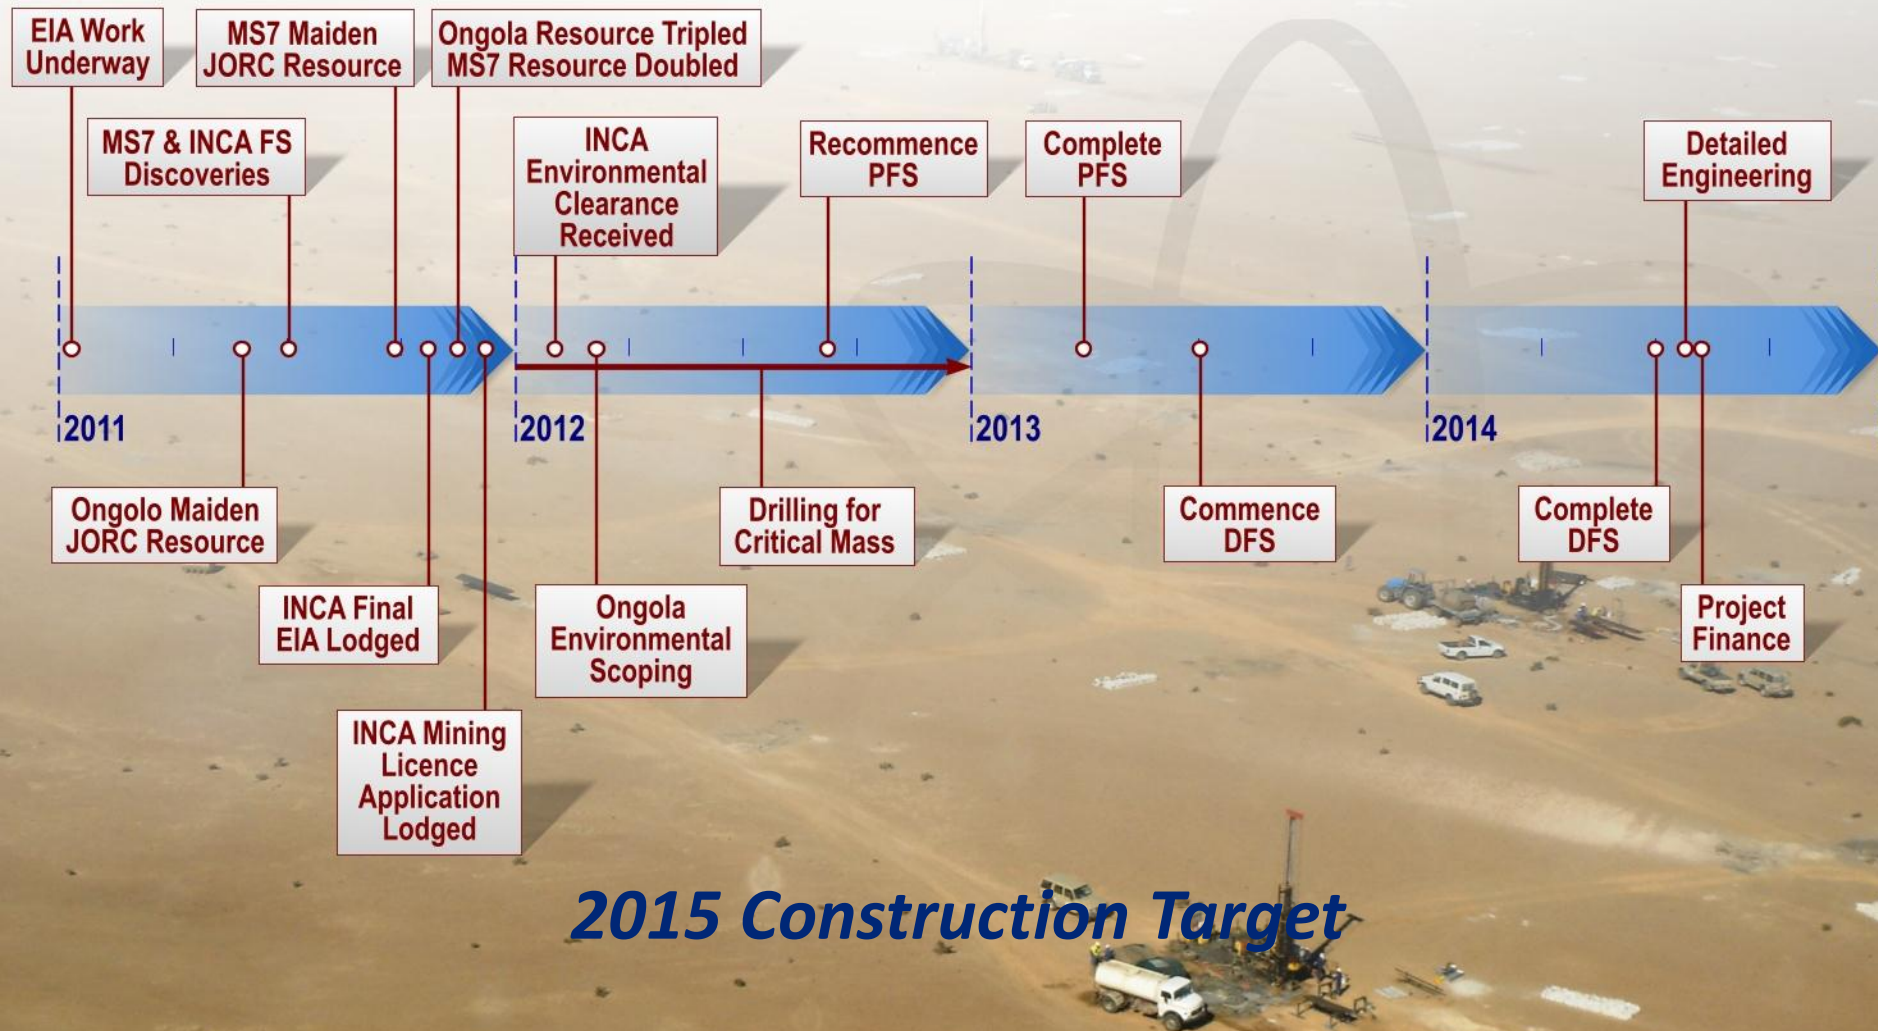 EIA Work
Underway
MS7 Maiden
JORC Resource
Ongola Resource Tripled
MS7 Resource Doubled
MS7 & INCA FS
Discoveries
INCA
Environmental
Clearance
Received
Recommence
PFS
Complete
PFS
Detailed
Engineering
2011
2012
2013
2014
Ongolo Maiden
JORC Resource
Drilling for
Critical Mass
Commence
DFS
Complete
DFS
INCA Final
EIA Lodged
Ongola
Environmental
Scoping
Project
Finance
INCA Mining
Licence
Application
Lodged
2015 Construction Target